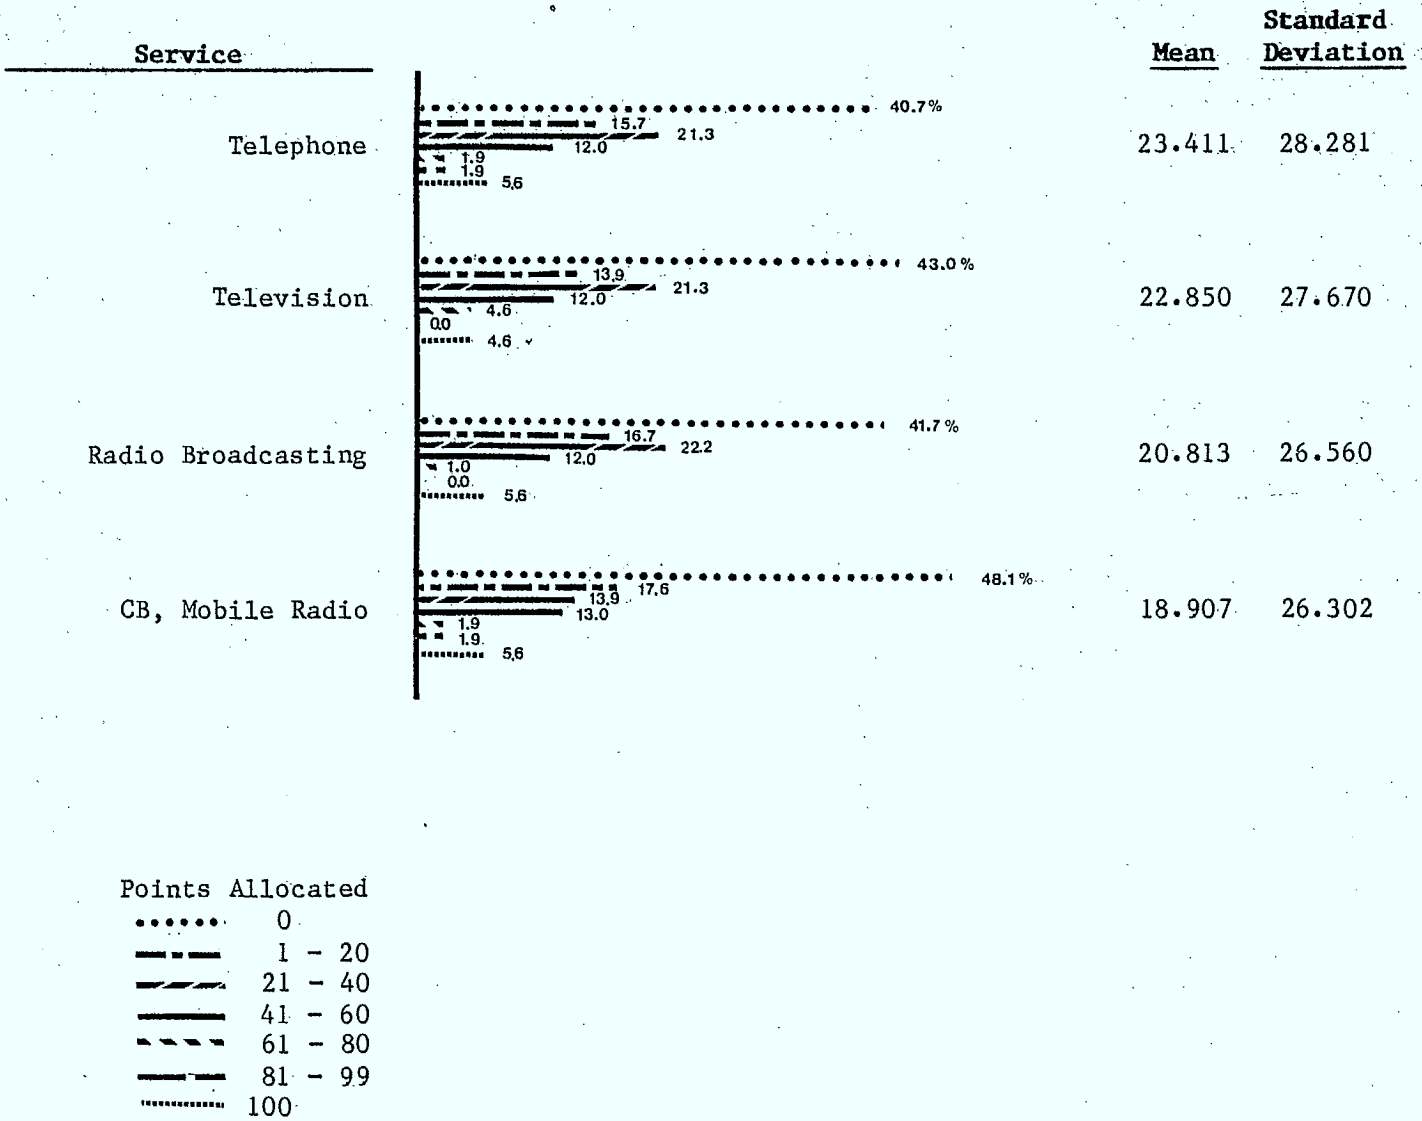 Service Mean Standard Deviation
40.7%
15.7
21.3
Telephone 12.0 23.411 28.281
1.9
1.9
5.6
43.0%
13.9
21.3
Television 12.0 22.850 27.670
4.6
0.0
4.6
41.7%
16.7
22.2
Radio Broadcasting 12.0 20.813 26.560
1.0
0.0
5.6
48.1%
17.6
13.9
CB, Mobile Radio 13.0 18.907 26.302
1.9
1.9
5.6
Points Allocated
0
1 - 20
21 - 40
41 - 60
61 - 80
81 - 99
100